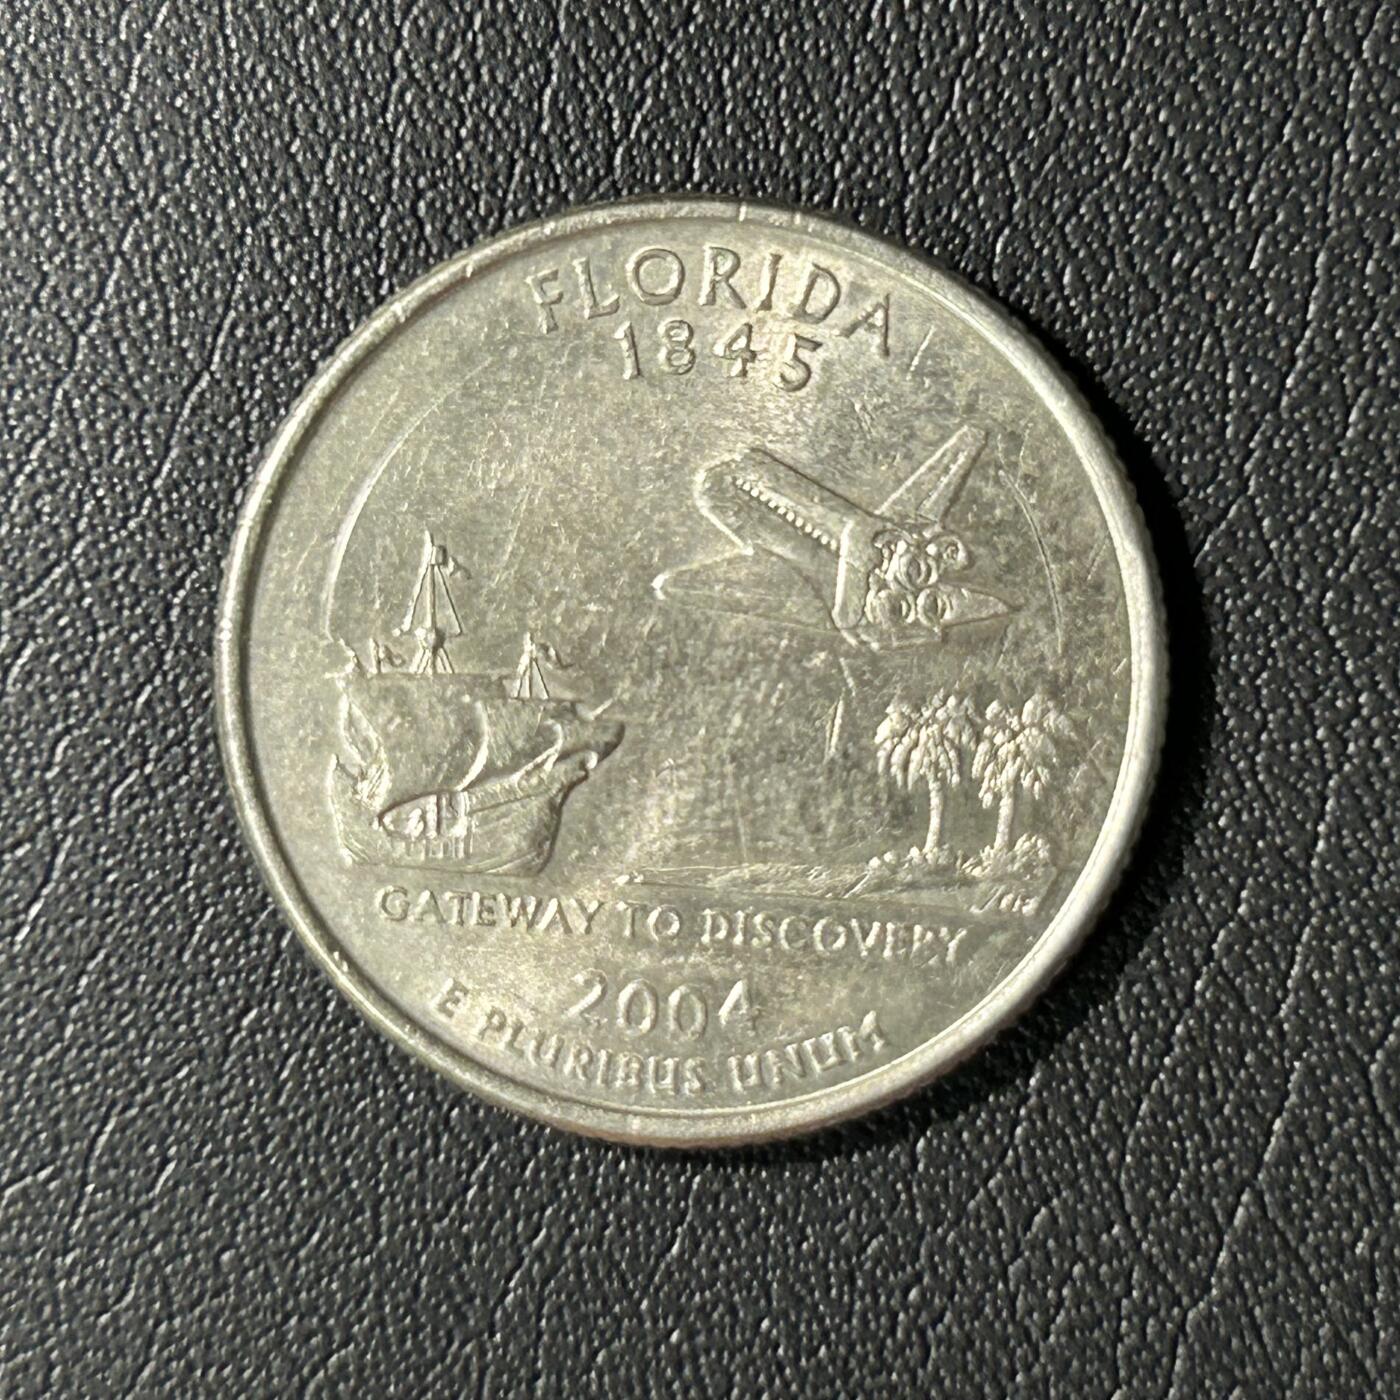 FLORIDA
1845
GATEWAY TO DISCOVERY
2004
E PLURIBUS UNUM